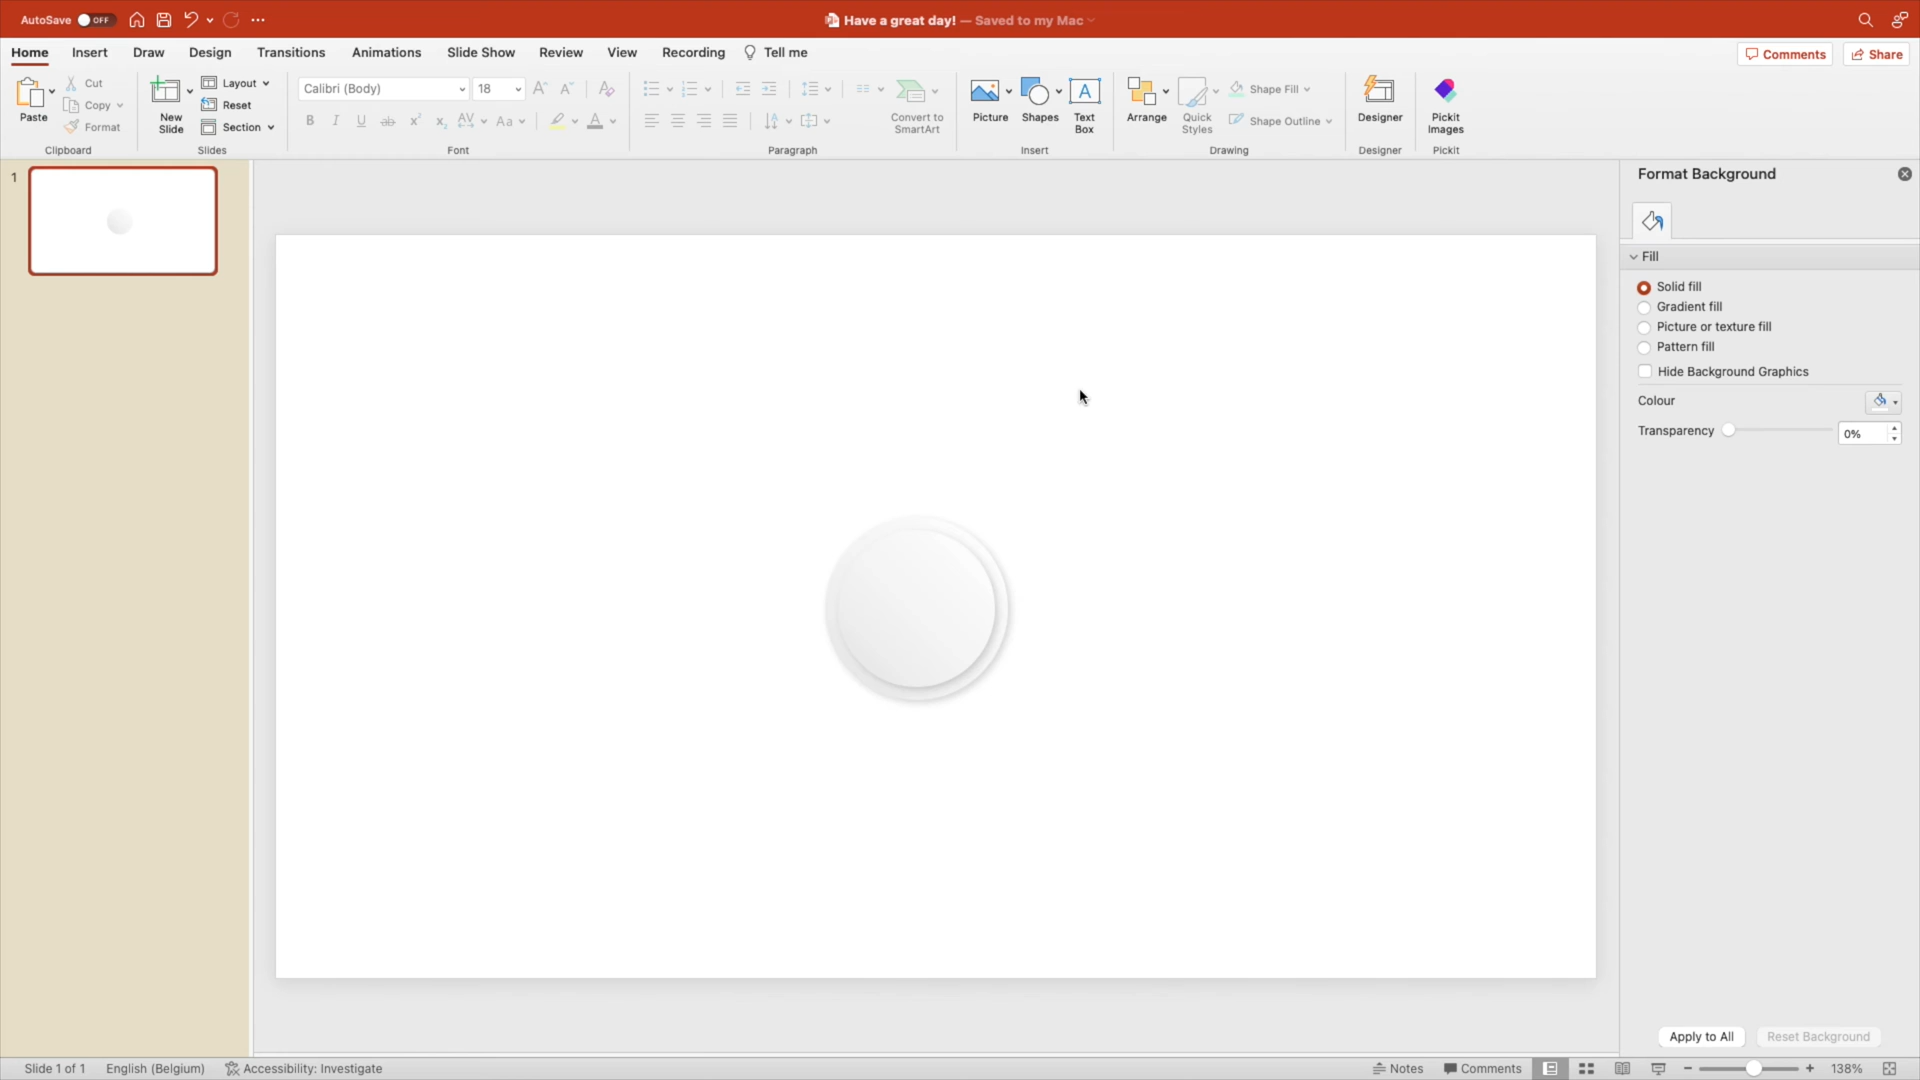 AutoSave OFF
Have a great day! — Saved to my Mac
Home Insert Draw Design Transitions Animations Slide Show Review View Recording Tell me
Comments Share
Paste
Cut
Copy
Format
Clipboard
New
Slide
Layout
Reset
Section
Slides
Calibri (Body) 18
Font
Paragraph
Convert to
SmartArt
Picture
Shapes
Text
Box
Insert
Arrange
Quick
Styles
Shape Fill
Shape Outline
Drawing
Designer
Designer
Pickit
Images
Pickit
1
Format Background
Fill
Solid fill
Gradient fill
Picture or texture fill
Pattern fill
Hide Background Graphics
Colour
Transparency 0%
Apply to All Reset Background
Slide 1 of 1 English (Belgium) Accessibility: Investigate
Notes Comments 138%